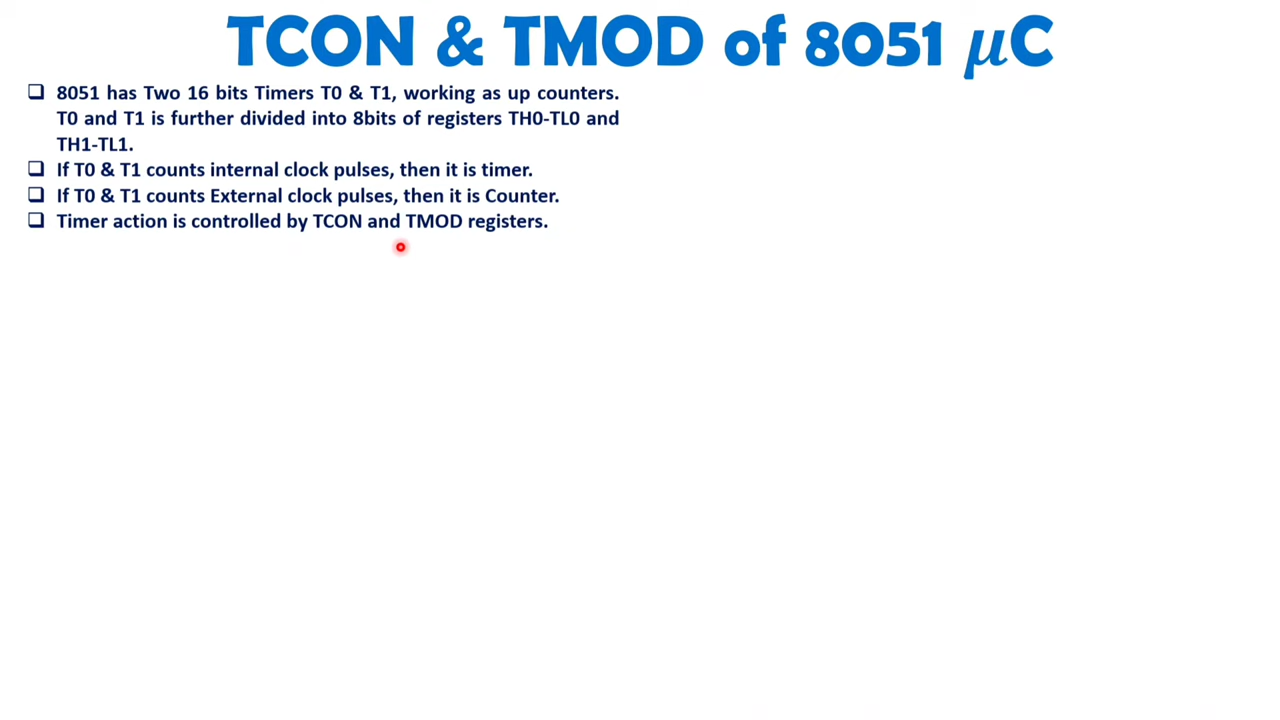 TCON & TMOD of 8051 μC
❑ 8051 has Two 16 bits Timers T0 & T1, working as up counters.
T0 and T1 is further divided into 8bits of registers TH0-TL0 and
TH1-TL1.
❑ If T0 & T1 counts internal clock pulses, then it is timer.
❑ If T0 & T1 counts External clock pulses, then it is Counter.
❑ Timer action is controlled by TCON and TMOD registers.